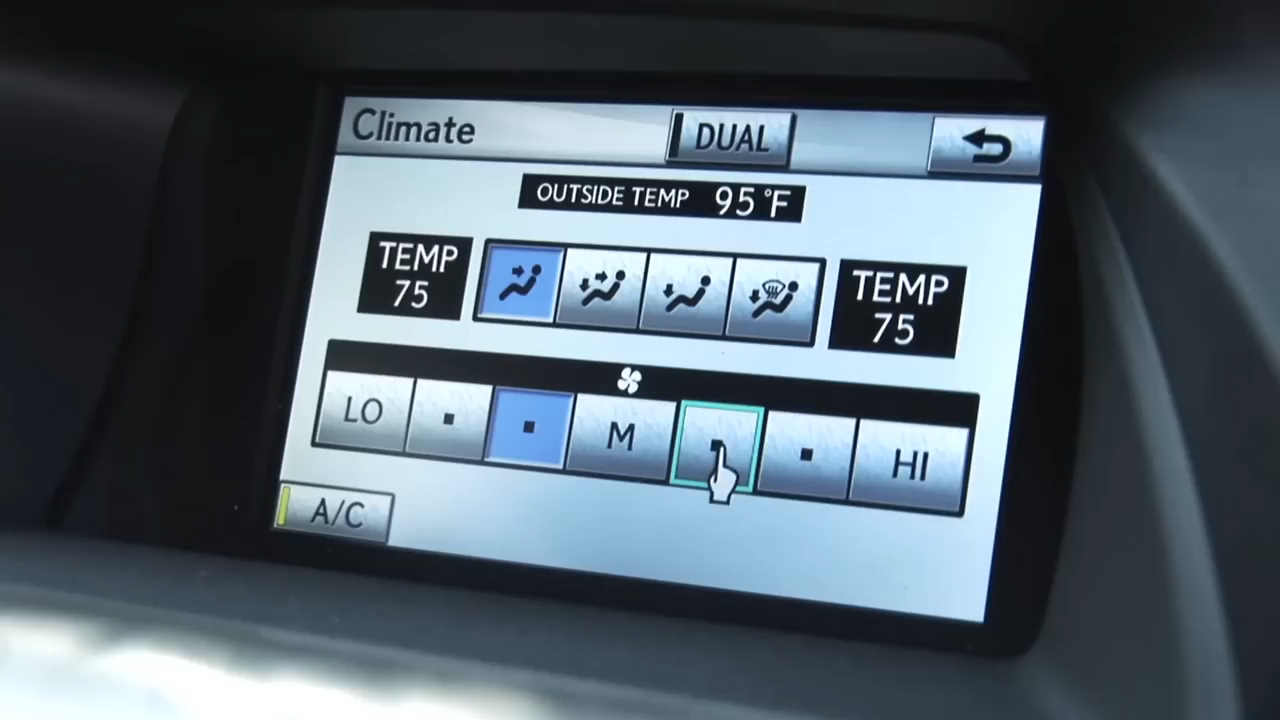 Climate
DUAL
OUTSIDE TEMP 95°F
TEMP
75
TEMP
75
LO
M
HI
A/C